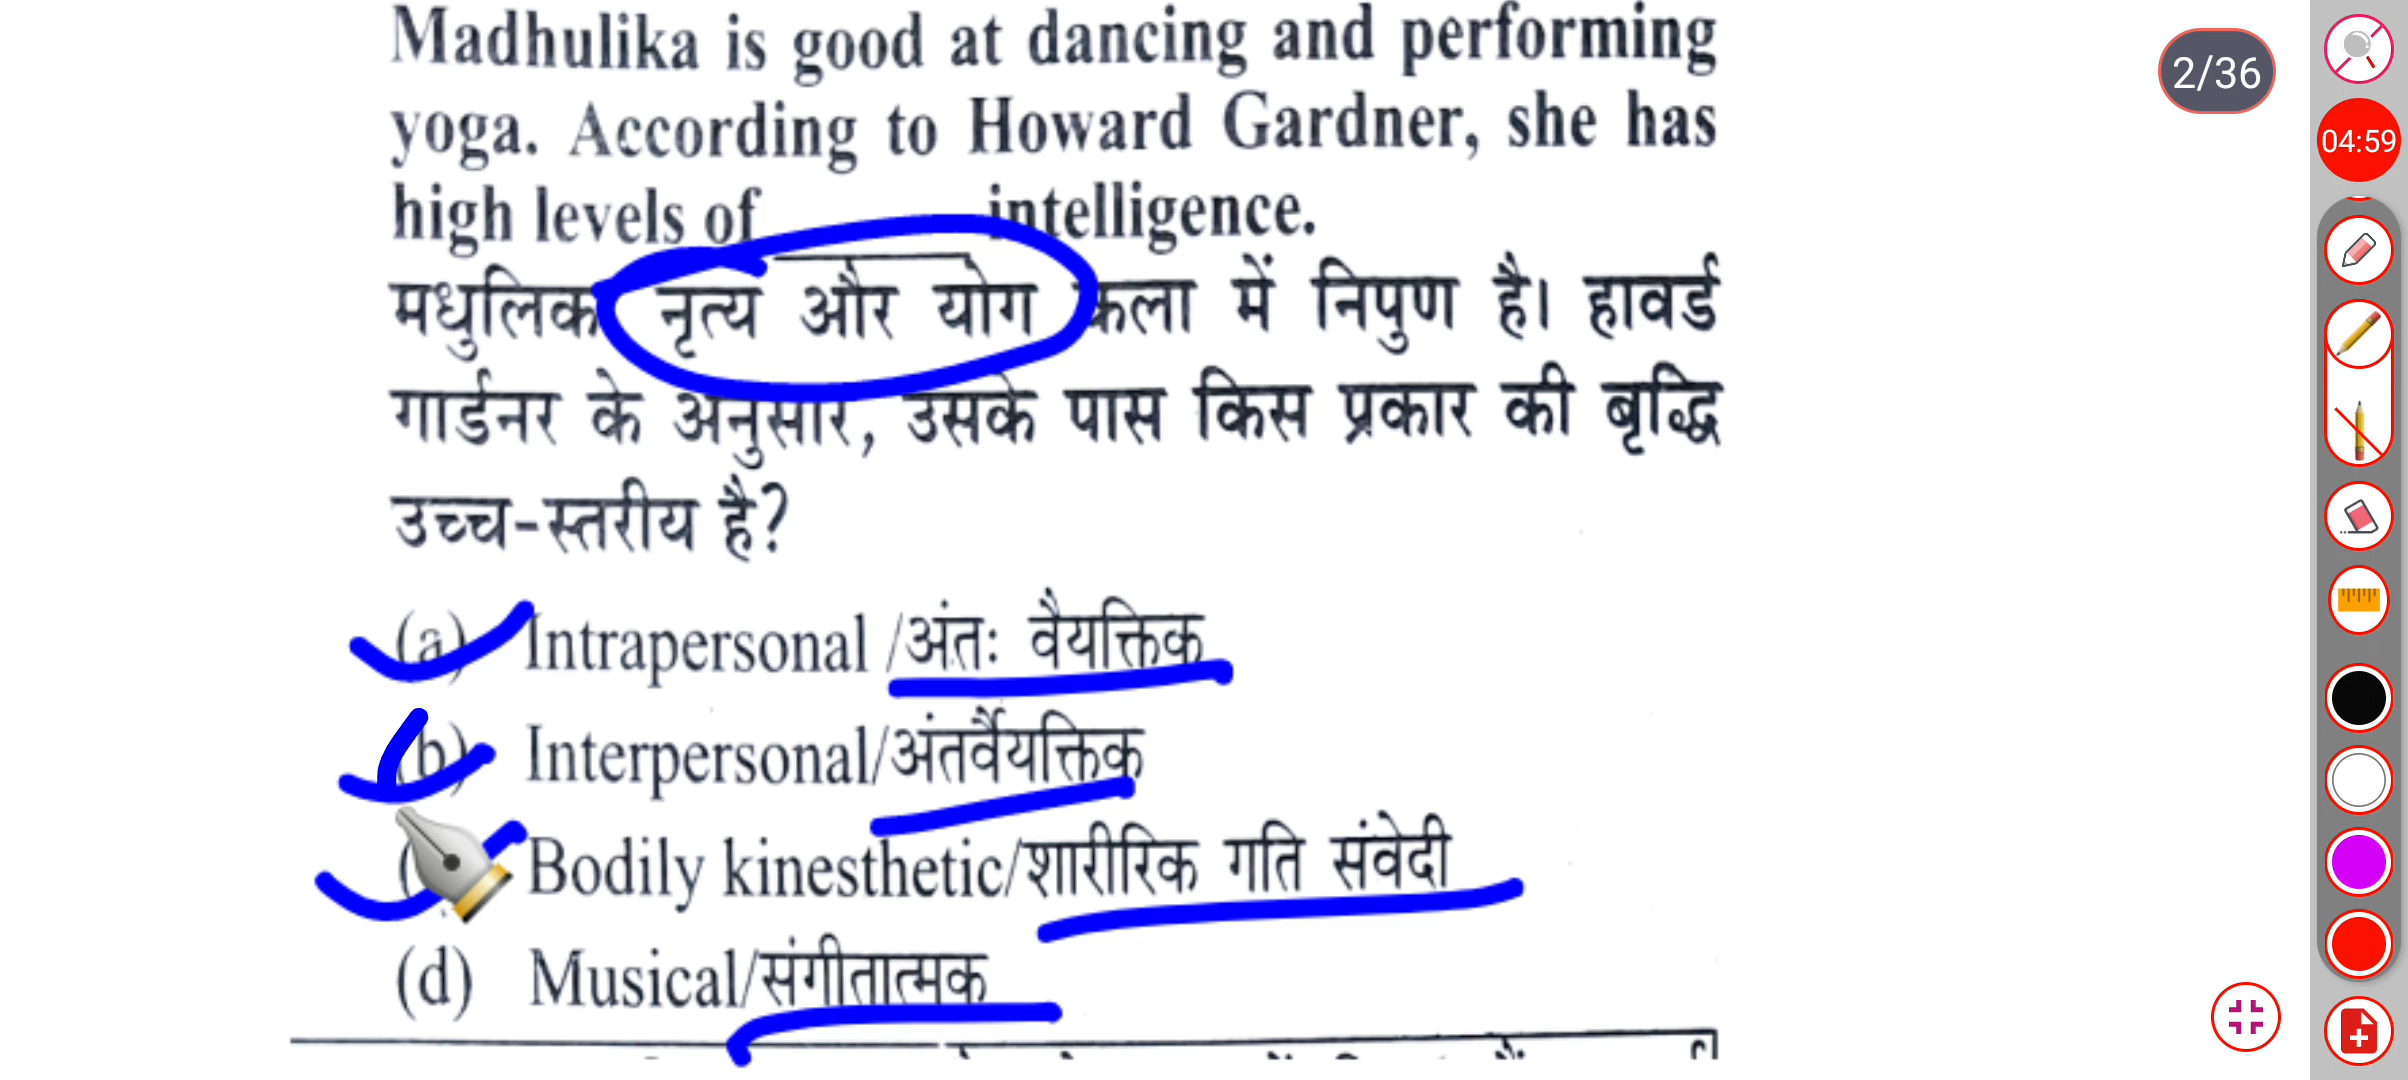 Madhulika is good at dancing and performing
yoga. According to Howard Gardner, she has
high levels of ________ intelligence.
मधुलिका नृत्य और योग कला में निपुण है। हावर्ड
गार्डनर के अनुसार, उसके पास किस प्रकार की बृद्धि
उच्च-स्तरीय है?
(a) Intrapersonal /अंतः वैयक्तिक
(b) Interpersonal/अंतर्वैयक्तिक
Bodily kinesthetic/शारीरिक गति संवेदी
(d) Musical/संगीतात्मक
2/36
04:59